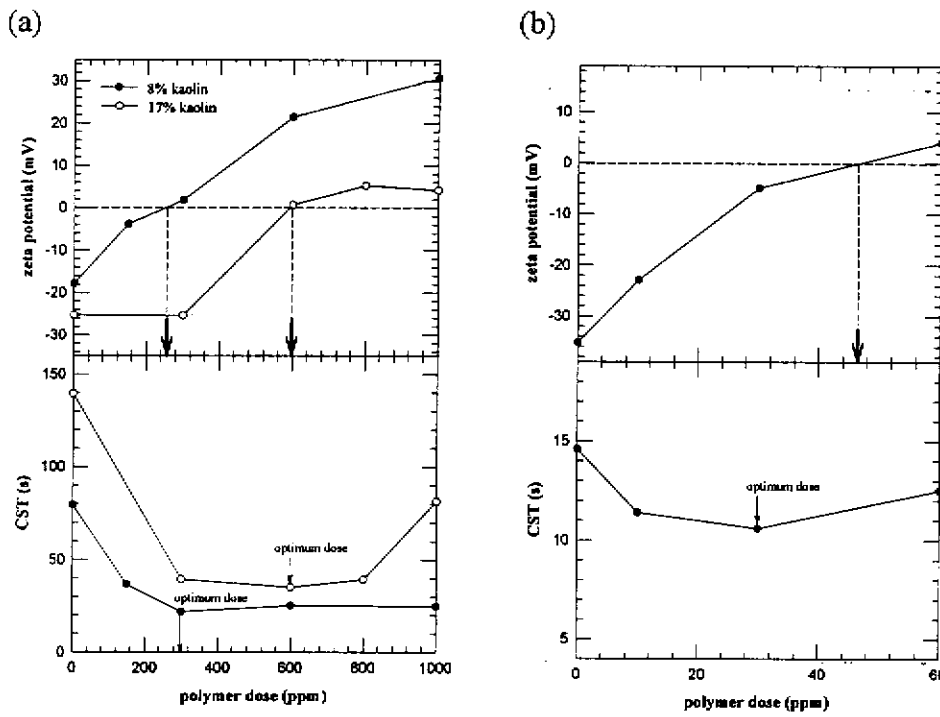 (a)
(b)
8% kaolin
17% kaolin
zeta potential (mV)
30
20
10
0
-10
-20
-30
CST (s)
150
100
50
0
optimum dose
optimum dose
0
200
400
600
800
1000
polymer dose (ppm)
zeta potential (mV)
10
0
-10
-20
-30
CST (s)
15
10
5
optimum dose
0
20
40
polymer dose (ppm)